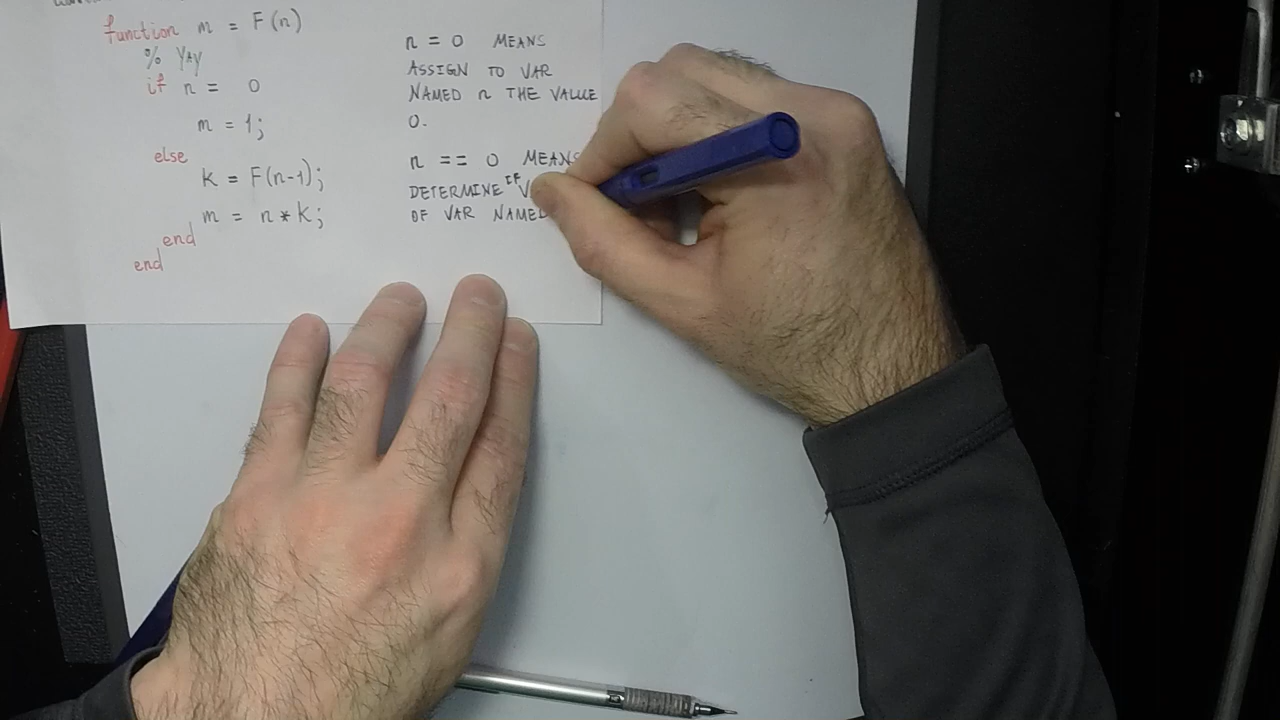 function m = F(n)
% YAY
if n = 0
m = 1;
else
k = F(n-1);
m = n * k;
end
end
n = 0 MEANS
ASSIGN TO VAR
NAMED n THE VALUE
0.
n == 0 MEANS
DETERMINE IF
OF VAR NAMED